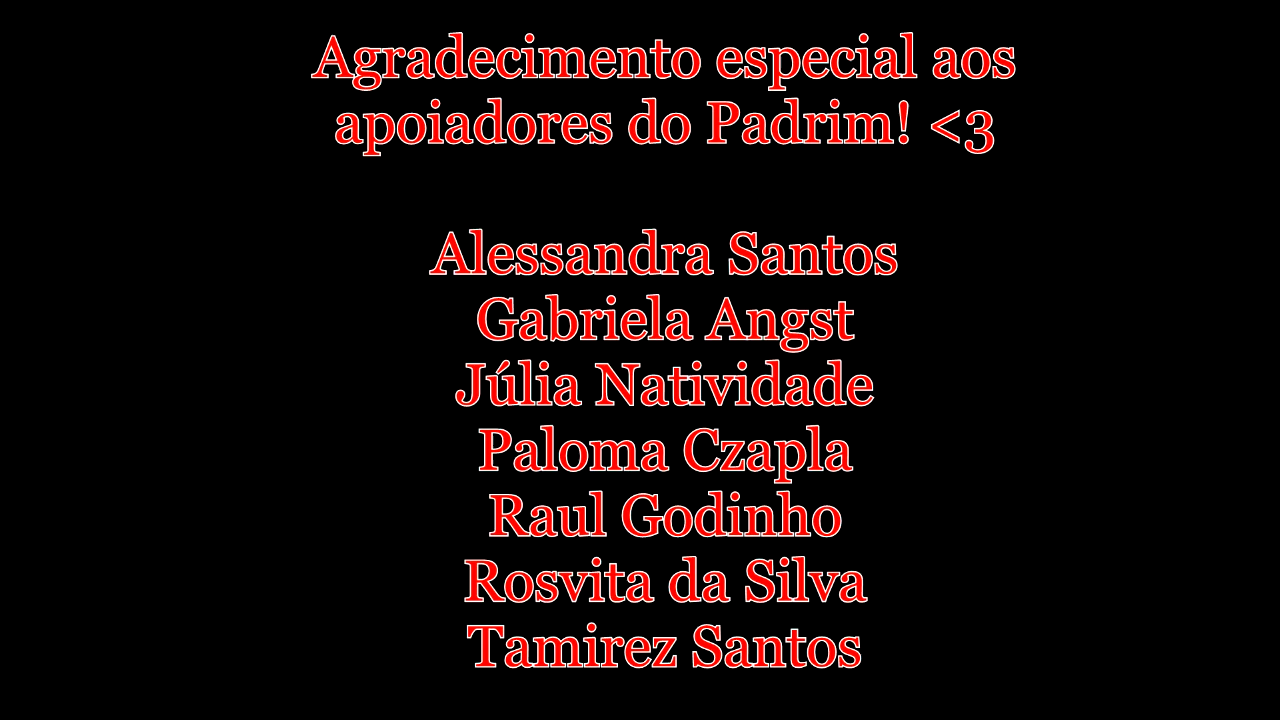 Agradecimento especial aos
apoiadores do Padrim! <3
Alessandra Santos
Gabriela Angst
Júlia Natividade
Paloma Czapla
Raul Godinho
Rosvita da Silva
Tamirez Santos